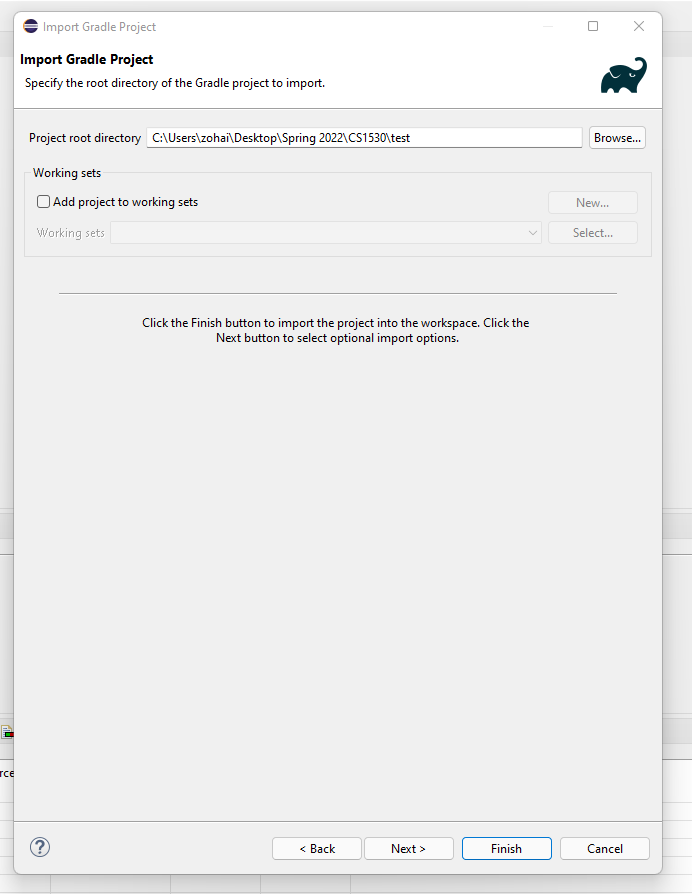 Import Gradle Project
Import Gradle Project
Specify the root directory of the Gradle project to import.
Project root directory C:\Users\zohai\Desktop\Spring 2022\CS1530\test Browse...
Working sets
Add project to working sets New...
Working sets Select...
Click the Finish button to import the project into the workspace. Click the
Next button to select optional import options.
rce
? < Back Next > Finish Cancel